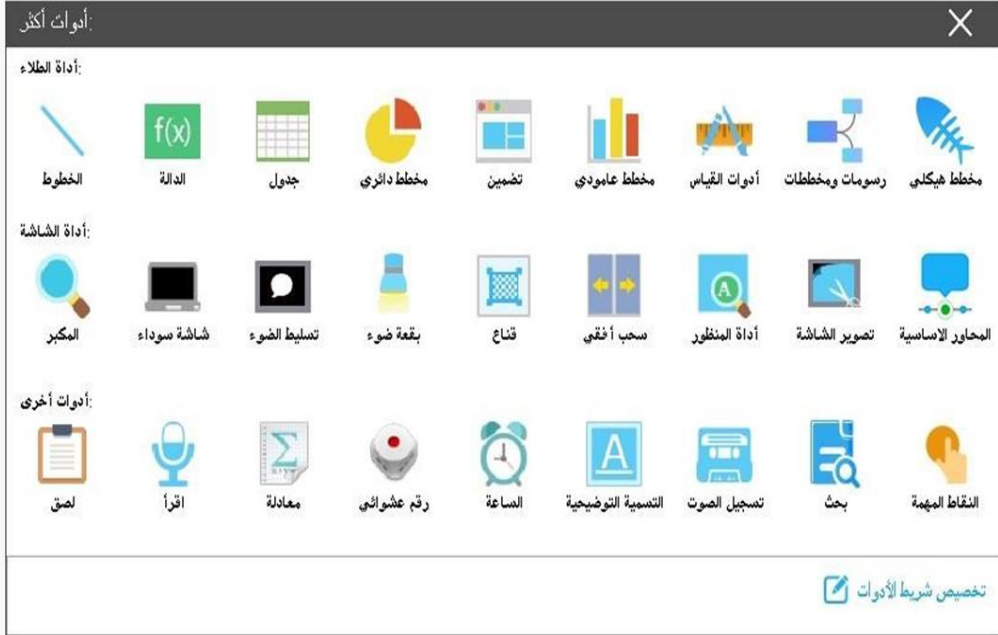 أدوات أكثر:
أداة الطلاء:
f(x)
الخطوط الدالة جدول مخطط دائري تضمين مخطط عامودي أدوات القياس رسومات ومخططات مخطط هيكلي
أداة الشاشة:
A
المكبر شاشة سوداء تسليط الضوء بقعة ضوء قناع سحب أفقي أداة المنظور تصوير الشاشة المحاور الاساسية
أدوات أخرى:
Σ A
لصق اقرأ معادلة رقم عشوائي الساعة التسمية التوضيحية تسجيل الصوت بحث النقاط المهمة
تخصيص شريط الأدوات